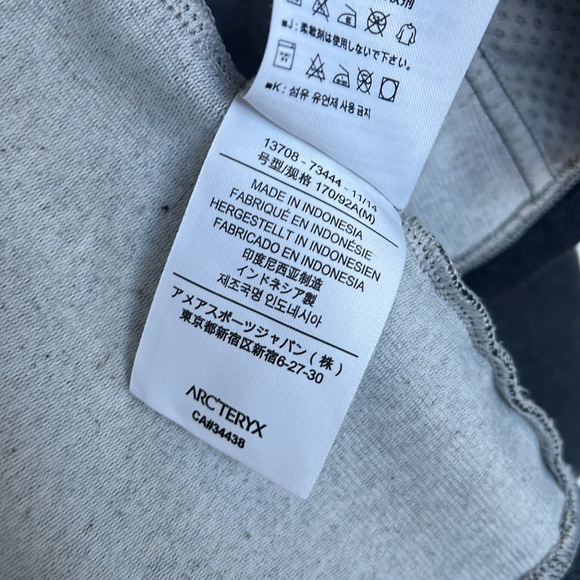 ■J：柔軟剤は使用しないで下さい。
■K：섬유 유연제 사용 금지
13708 - 73444 - 11/14
号型/规格 170/92A(M)
MADE IN INDONESIA
FABRIQUÉ EN INDONÉSIE
HERGESTELLT IN INDONESIEN
FABRICADO EN INDONESIA
印度尼西亚制造
インドネシア製
제조국명 인도네시아
アメアスポーツジャパン（株）
東京都新宿区新宿6-27-30
ARC'TERYX
CA#34438